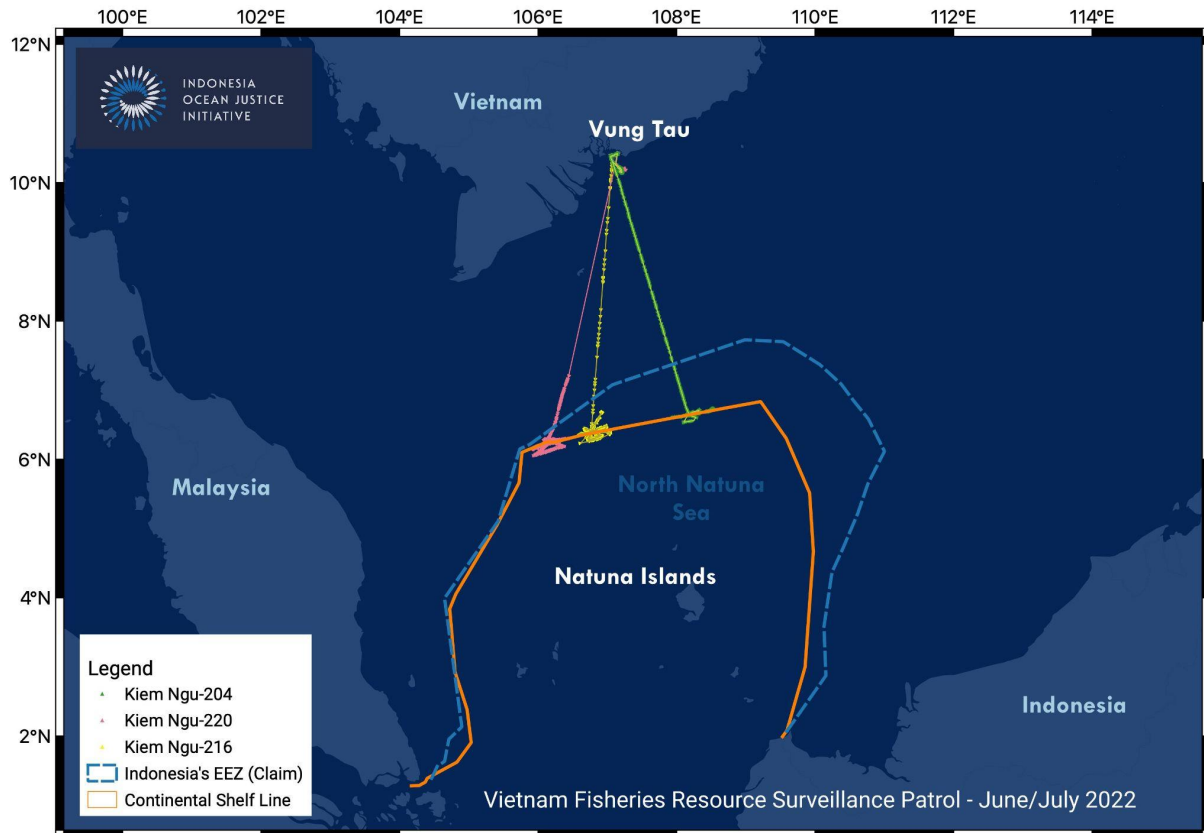 100°E 102°E 104°E 106°E 108°E 110°E 112°E 114°E
12°N
INDONESIA
OCEAN JUSTICE
INITIATIVE
Vietnam
Vung Tau
10°N
8°N
6°N
Malaysia
North Natuna
Sea
Natuna Islands
4°N
Legend
Kiem Ngu-204
Kiem Ngu-220
Kiem Ngu-216
Indonesia's EEZ (Claim)
Continental Shelf Line
Indonesia
2°N
Vietnam Fisheries Resource Surveillance Patrol - June/July 2022